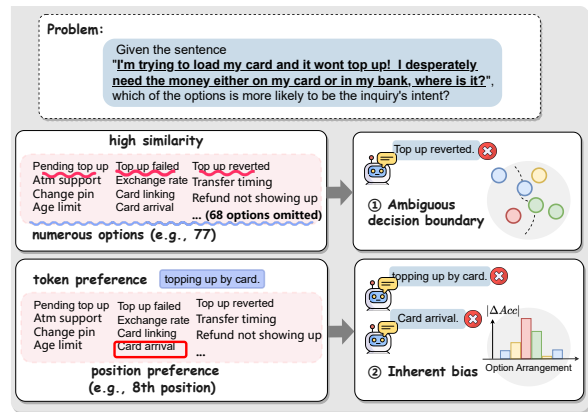 Problem:
Given the sentence
"I'm trying to load my card and it wont top up! I desperately
need the money either on my card or in my bank, where is it?",
which of the options is more likely to be the inquiry's intent?
high similarity
Pending top up Top up failed Top up reverted
Atm support Exchange rate Transfer timing
Change pin Card linking Refund not showing up
Age limit Card arrival ... (68 options omitted)
numerous options (e.g., 77)
Top up reverted.
① Ambiguous
decision boundary
token preference topping up by card.
Pending top up Top up failed Top up reverted
Atm support Exchange rate Transfer timing
Change pin Card linking Refund not showing up
Age limit Card arrival ...
position preference
(e.g., 8th position)
topping up by card.
Card arrival.
|ΔAcc|
Option Arrangement
② Inherent bias